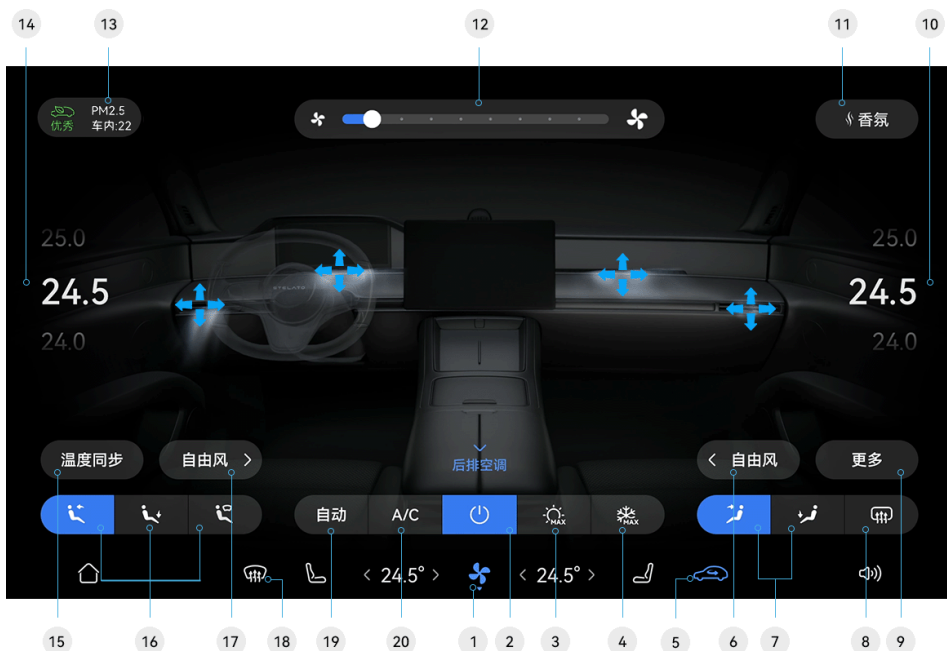 14
13
12
11
10
PM2.5
优秀
车内:22
香氛
25.0
25.0
24.5
24.5
24.0
24.0
STELATO
后排空调
温度同步
自由风 >
< 自由风
更多
自动
A/C
MAX
MAX
< 24.5° >
< 24.5° >
15
16
17
18
19
20
1
2
3
4
5
6
7
8
9